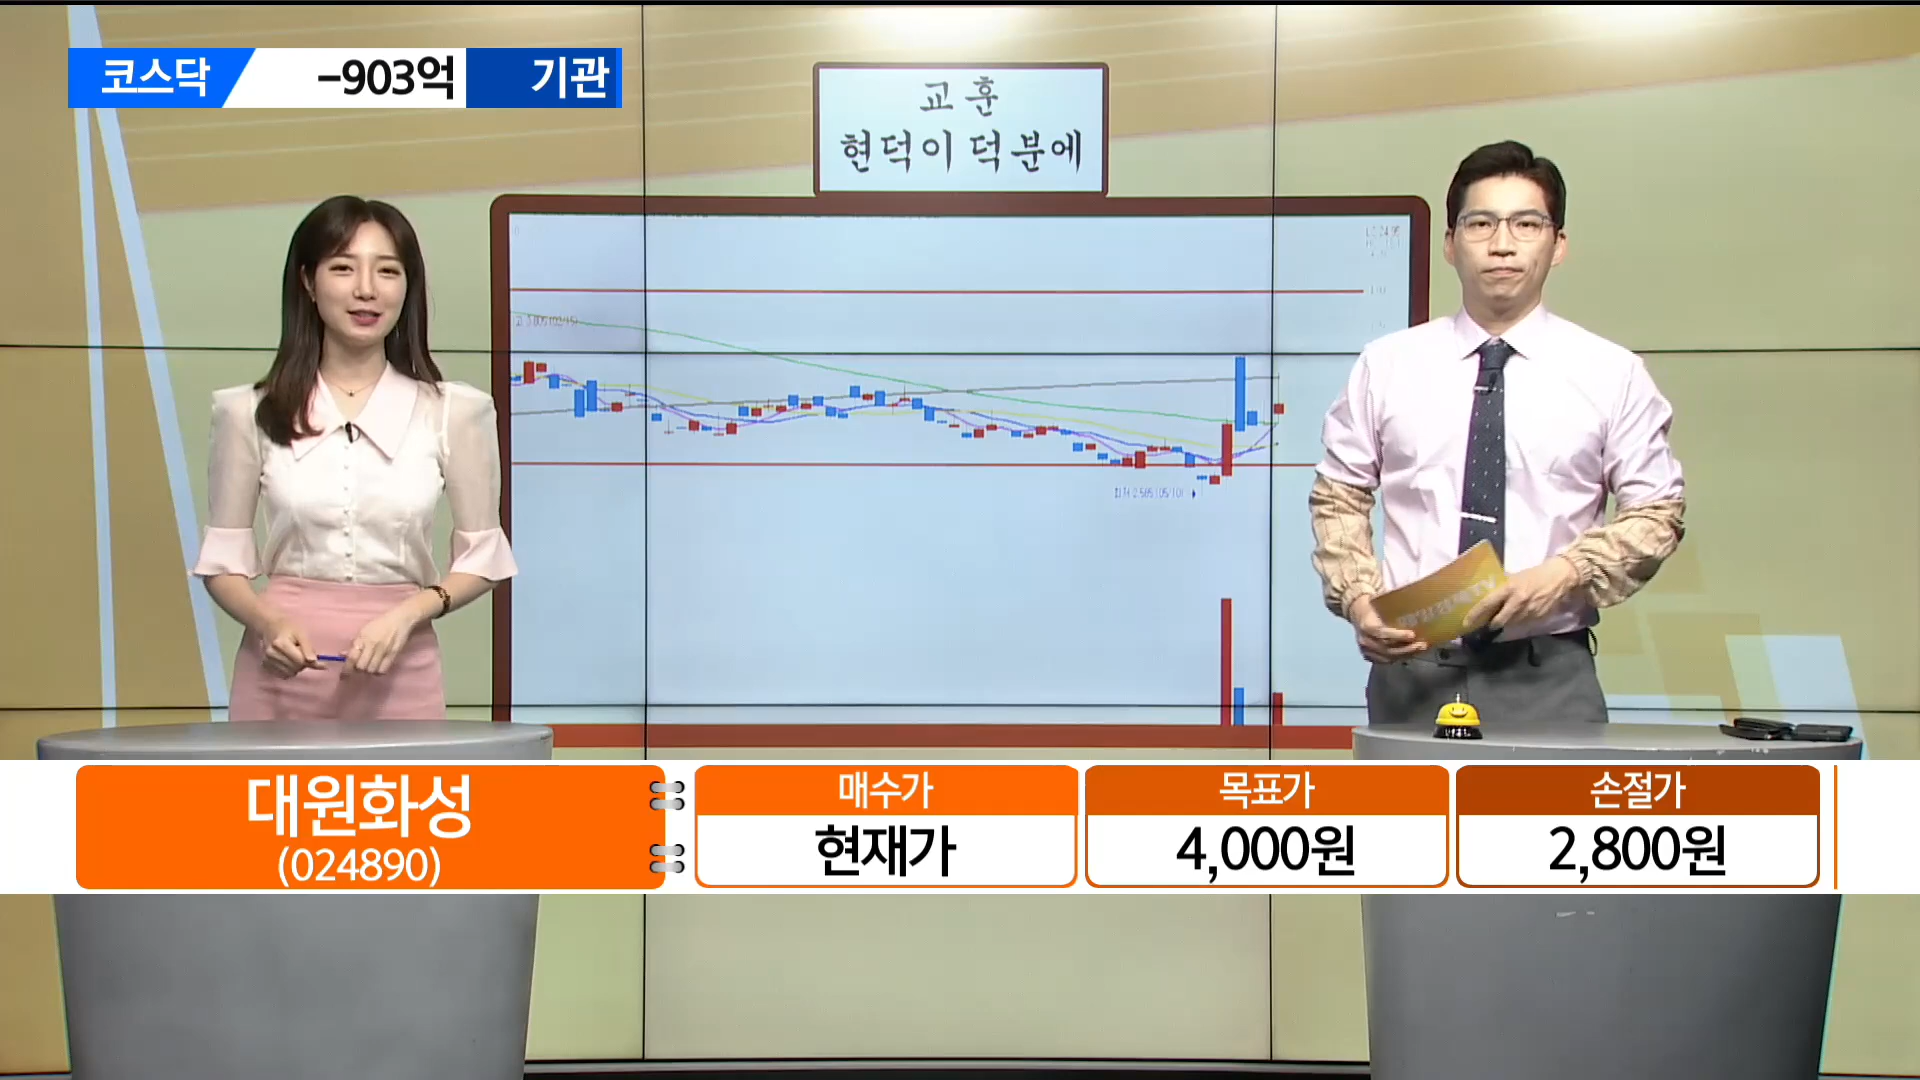 코스닥 -903억 기관
교훈
현덕이 덕분에
대원화성
(024890)
매수가
현재가
목표가
4,000원
손절가
2,800원